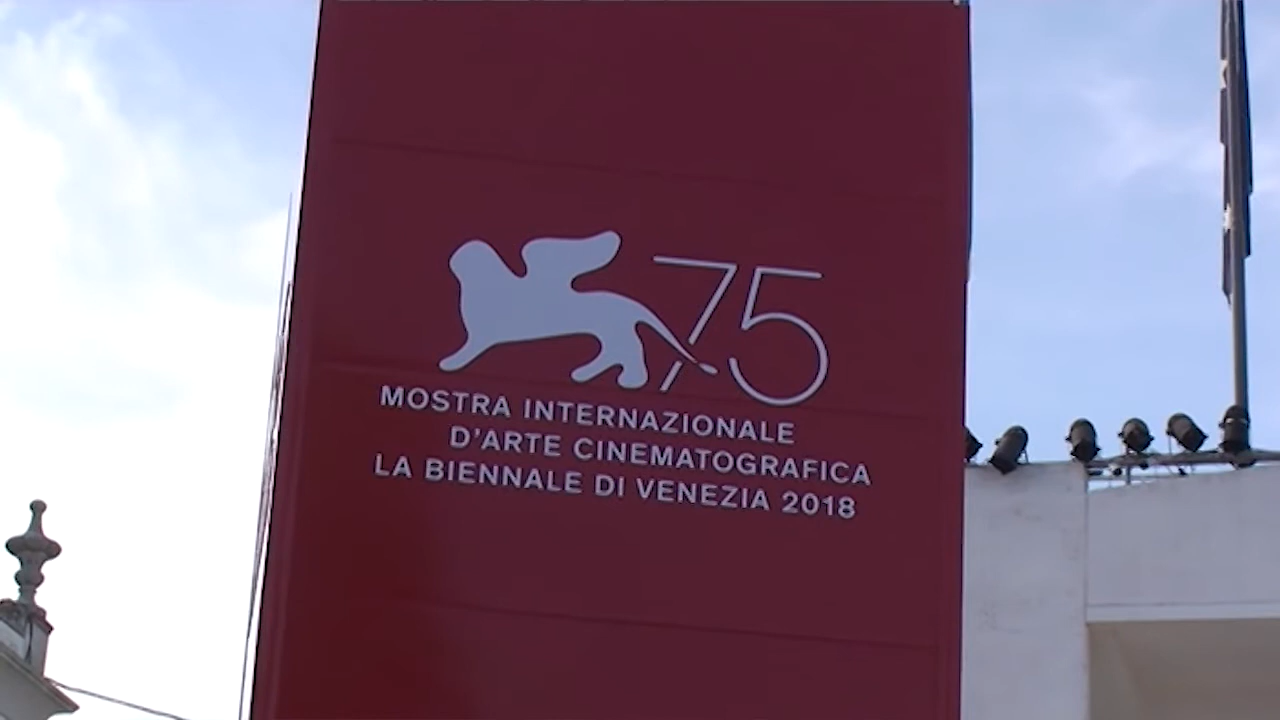 75
MOSTRA INTERNAZIONALE
D'ARTE CINEMATOGRAFICA
LA BIENNALE DI VENEZIA 2018